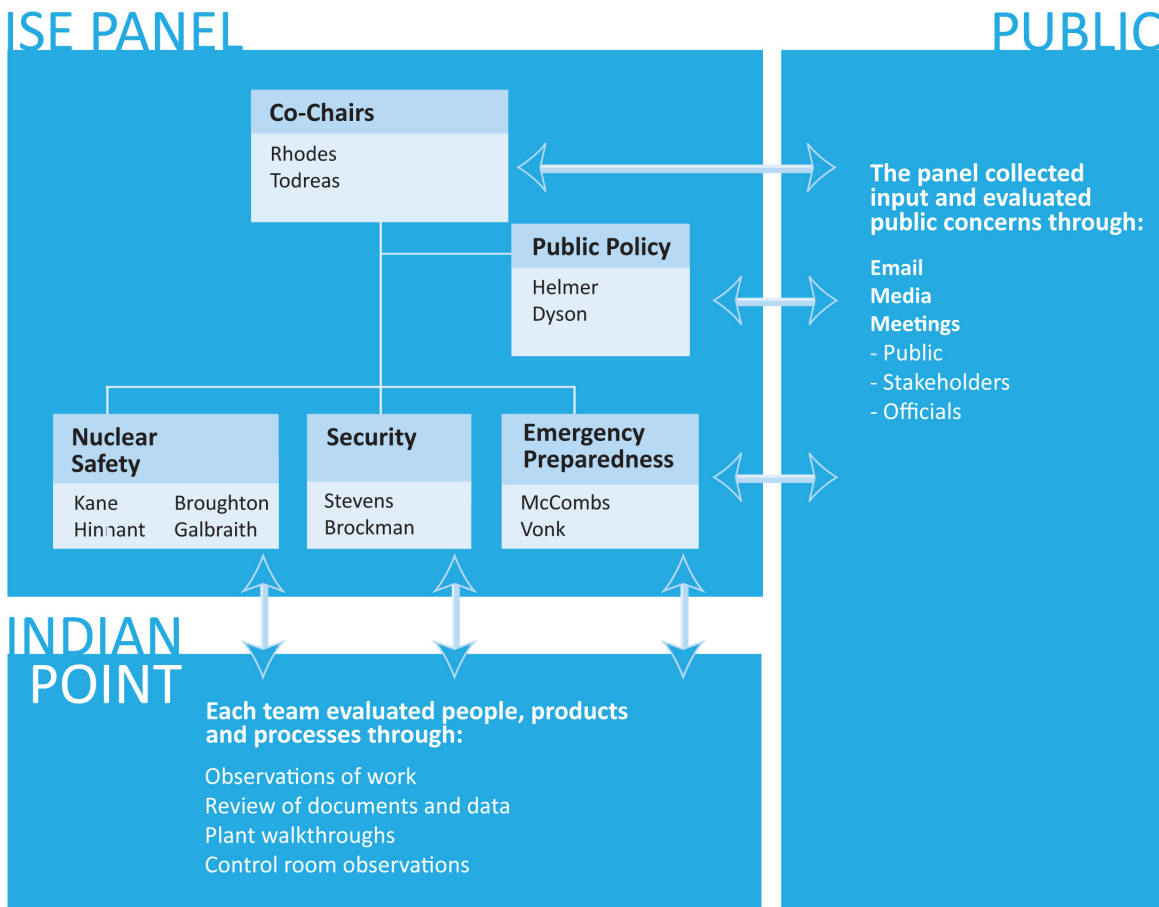 ISE PANEL
PUBLIC
Co-Chairs
Rhodes
Todreas
Public Policy
Helmer
Dyson
Nuclear
Safety
Kane Broughton
Hinnant Galbraith
Security
Stevens
Brockman
Emergency
Preparedness
McCombs
Vonk
The panel collected
input and evaluated
public concerns through:
Email
Media
Meetings
- Public
- Stakeholders
- Officials
INDIAN
POINT
Each team evaluated people, products
and processes through:
Observations of work
Review of documents and data
Plant walkthroughs
Control room observations